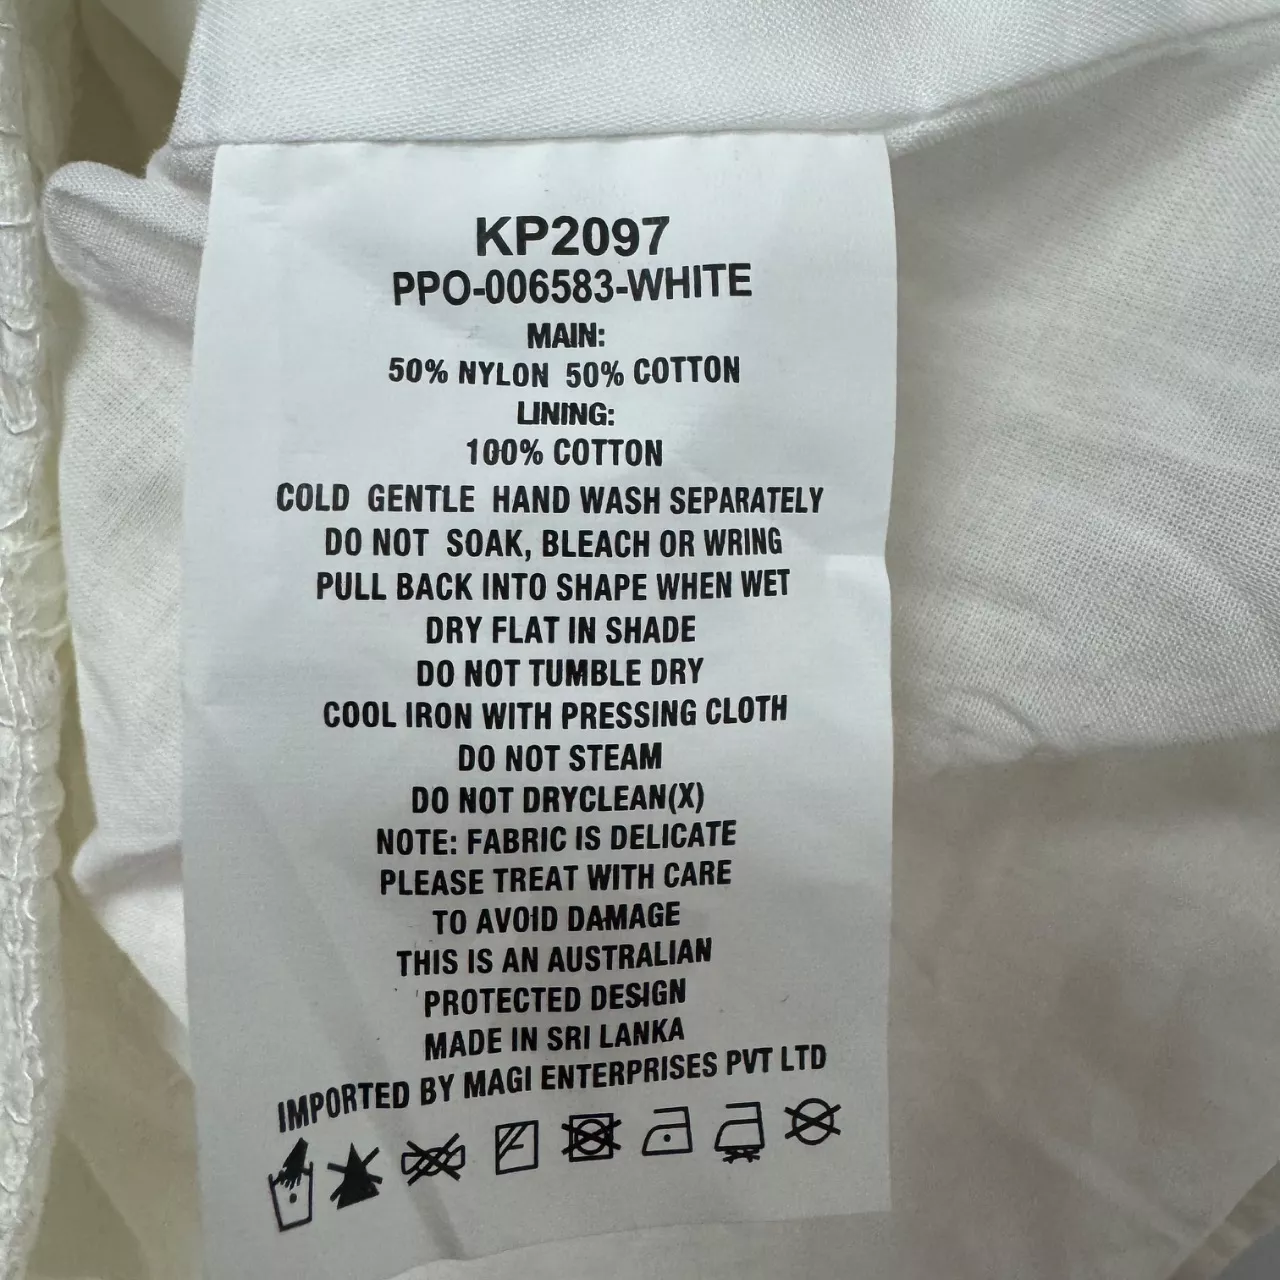 KP2097
PPO-006583-WHITE
MAIN:
50% NYLON 50% COTTON
LINING:
100% COTTON
COLD GENTLE HAND WASH SEPARATELY
DO NOT SOAK, BLEACH OR WRING
PULL BACK INTO SHAPE WHEN WET
DRY FLAT IN SHADE
DO NOT TUMBLE DRY
COOL IRON WITH PRESSING CLOTH
DO NOT STEAM
DO NOT DRYCLEAN(X)
NOTE: FABRIC IS DELICATE
PLEASE TREAT WITH CARE
TO AVOID DAMAGE
THIS IS AN AUSTRALIAN
PROTECTED DESIGN
MADE IN SRI LANKA
IMPORTED BY MAGI ENTERPRISES PVT LTD